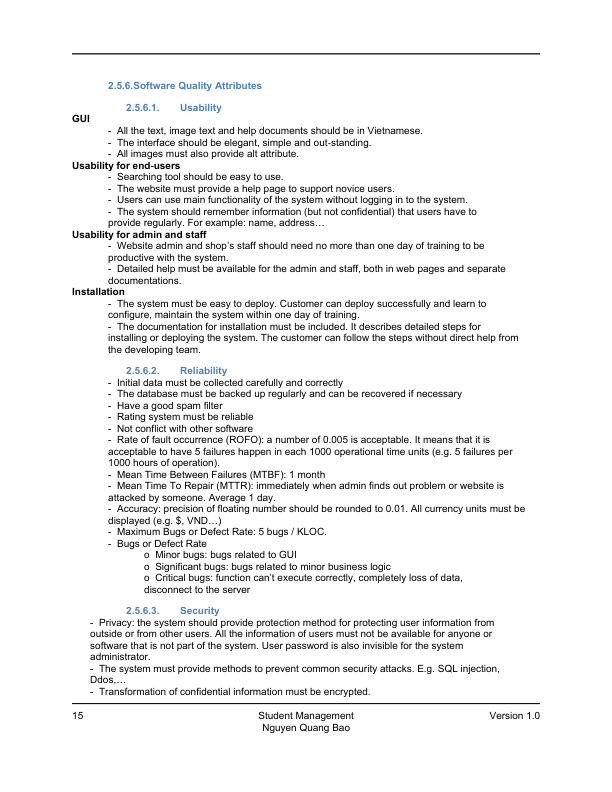 2.5.6.Software Quality Attributes
2.5.6.1. Usability
GUI
- All the text, image text and help documents should be in Vietnamese.
- The interface should be elegant, simple and out-standing.
- All images must also provide alt attribute.
Usability for end-users
- Searching tool should be easy to use.
- The website must provide a help page to support novice users.
- Users can use main functionality of the system without logging in to the system.
- The system should remember information (but not confidential) that users have to
provide regularly. For example: name, address…
Usability for admin and staff
- Website admin and shop's staff should need no more than one day of training to be
productive with the system.
- Detailed help must be available for the admin and staff, both in web pages and separate
documentations.
Installation
- The system must be easy to deploy. Customer can deploy successfully and learn to
configure, maintain the system within one day of training.
- The documentation for installation must be included. It describes detailed steps for
installing or deploying the system. The customer can follow the steps without direct help from
the developing team.
2.5.6.2. Reliability
- Initial data must be collected carefully and correctly
- The database must be backed up regularly and can be recovered if necessary
- Have a good spam filter
- Rating system must be reliable
- Not conflict with other software
- Rate of fault occurrence (ROFO): a number of 0.005 is acceptable. It means that it is
acceptable to have 5 failures happen in each 1000 operational time units (e.g. 5 failures per
1000 hours of operation).
- Mean Time Between Failures (MTBF): 1 month
- Mean Time To Repair (MTTR): immediately when admin finds out problem or website is
attacked by someone. Average 1 day.
- Accuracy: precision of floating number should be rounded to 0.01. All currency units must be
displayed (e.g. $, VND…)
- Maximum Bugs or Defect Rate: 5 bugs / KLOC.
- Bugs or Defect Rate
o Minor bugs: bugs related to GUI
o Significant bugs: bugs related to minor business logic
o Critical bugs: function can't execute correctly, completely loss of data,
disconnect to the server
2.5.6.3. Security
- Privacy: the system should provide protection method for protecting user information from
outside or from other users. All the information of users must not be available for anyone or
software that is not part of the system. User password is also invisible for the system
administrator.
- The system must provide methods to prevent common security attacks. E.g. SQL injection,
Ddos,…
- Transformation of confidential information must be encrypted.
15 Student Management Version 1.0
Nguyen Quang Bao